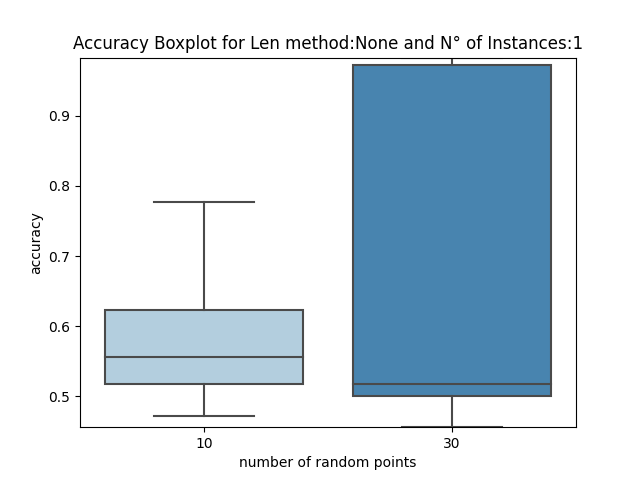 Accuracy Boxplot for Len method:None and N° of Instances:1
0.9
0.8
0.7
0.6
0.5
accuracy
10
30
number of random points